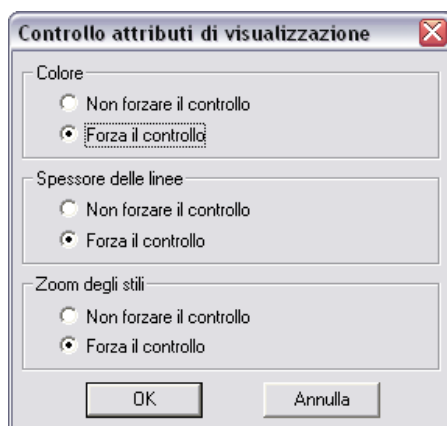 Controllo attributi di visualizzazione
Colore
Non forzare il controllo
Forza il controllo
Spessore delle linee
Non forzare il controllo
Forza il controllo
Zoom degli stili
Non forzare il controllo
Forza il controllo
OK Annulla